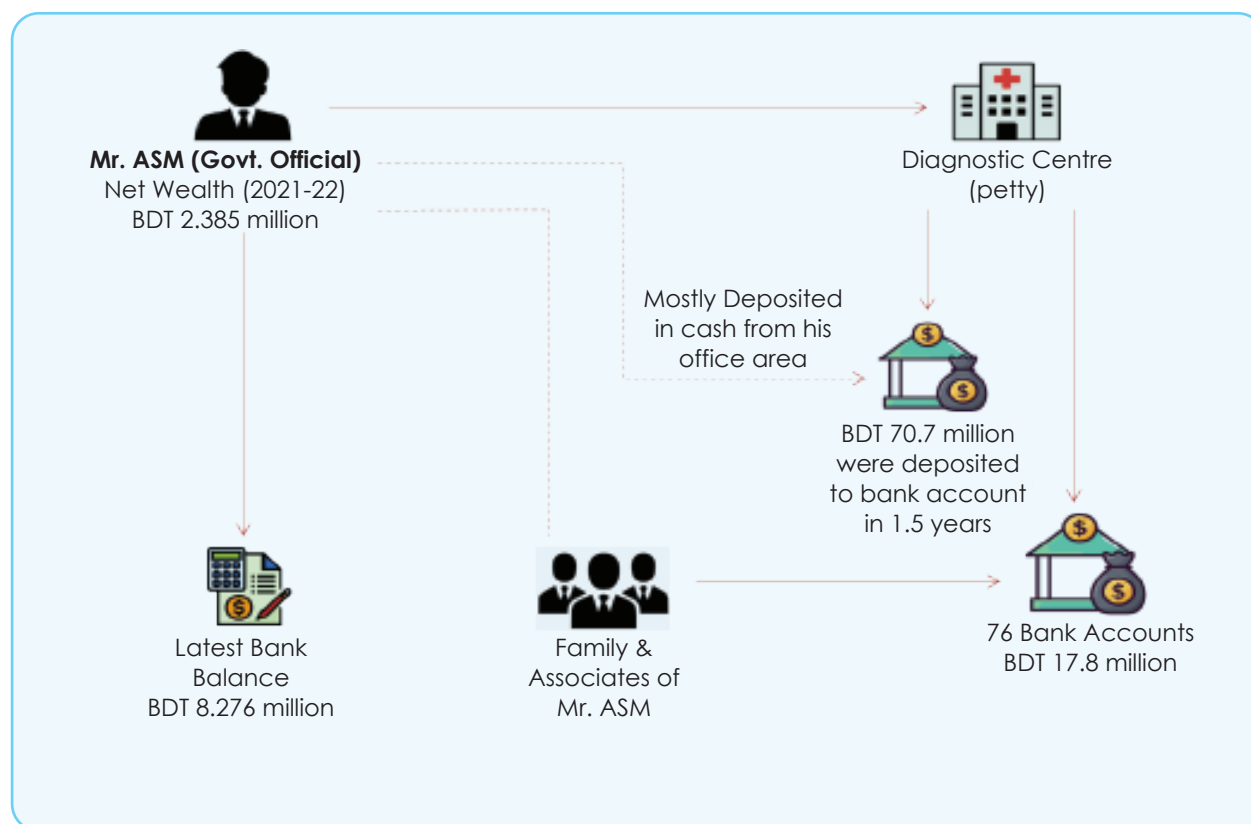 Mr. ASM (Govt. Official)
Net Wealth (2021-22)
BDT 2.385 million
Diagnostic Centre
(petty)
Mostly Deposited
in cash from his
office area
BDT 70.7 million
were deposited
to bank account
in 1.5 years
Latest Bank
Balance
BDT 8.276 million
Family &
Associates of
Mr. ASM
76 Bank Accounts
BDT 17.8 million